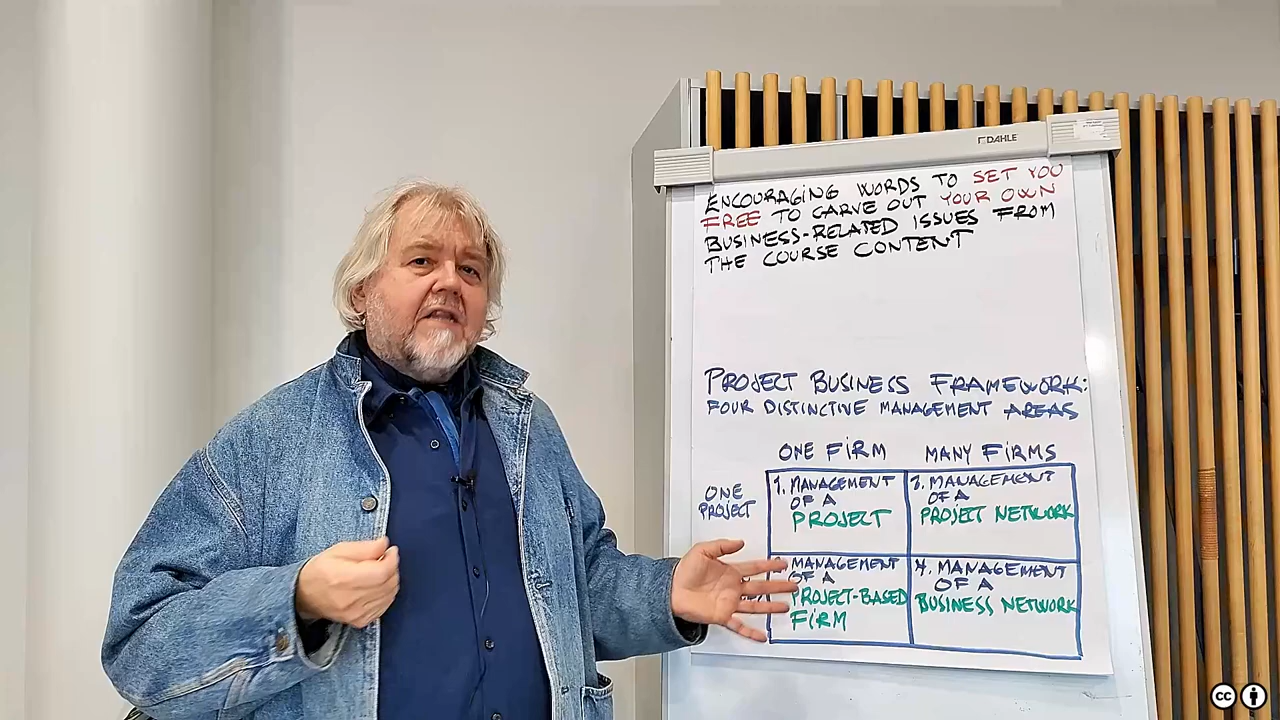 DAHLE
ENCOURAGING WORDS TO SET YOU
FREE TO CARVE OUT YOUR OWN
BUSINESS-RELATED ISSUES FROM
THE COURSE CONTENT
PROJECT BUSINESS FRAMEWORK:
FOUR DISTINCTIVE MANAGEMENT AREAS
ONE FIRM MANY FIRMS
ONE
PROJECT
1. MANAGEMENT
OF A
PROJECT
3. MANAGEMENT
OF A
PROJECT NETWORK
MANAGEMENT
OF A
PROJECT-BASED
FIRM
4. MANAGEMENT
OF A
BUSINESS NETWORK
cc